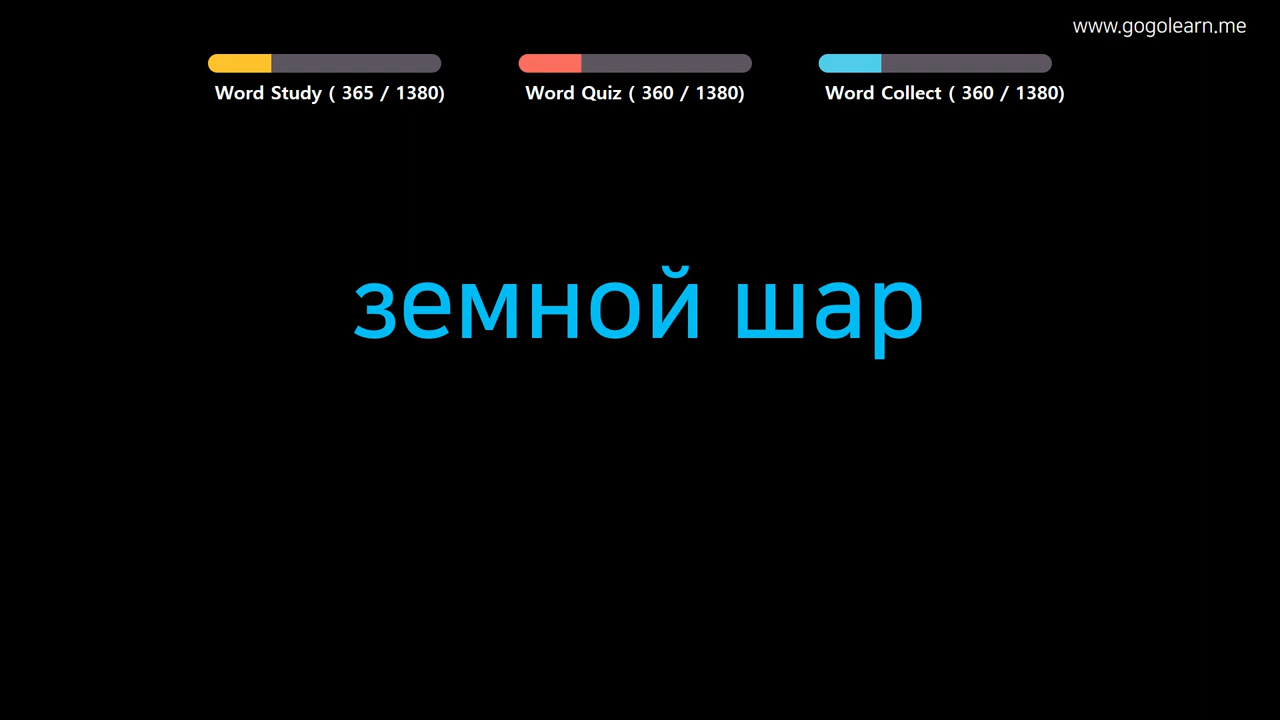 www.gogolearn.me
Word Study ( 365 / 1380)
Word Quiz ( 360 / 1380)
Word Collect ( 360 / 1380)
земной шар